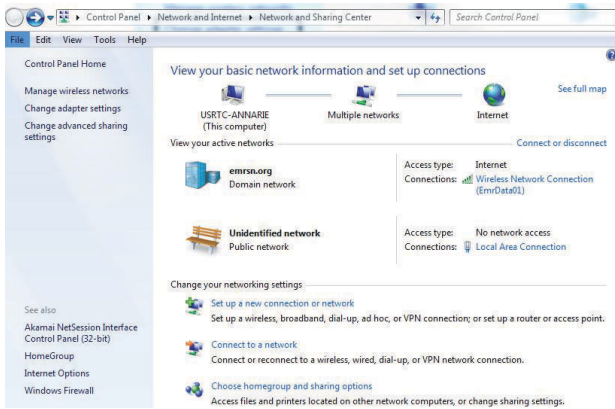 Control Panel ▸ Network and Internet ▸ Network and Sharing Center
Search Control Panel
File Edit View Tools Help
Control Panel Home
Manage wireless networks
Change adapter settings
Change advanced sharing
settings
View your basic network information and set up connections
See full map
USRTC-ANNARIE
(This computer)
Multiple networks
Internet
View your active networks
Connect or disconnect
emrsn.org
Domain network
Access type: Internet
Connections: Wireless Network Connection
(EmrData01)
Unidentified network
Public network
Access type: No network access
Connections: Local Area Connection
Change your networking settings
Set up a new connection or network
Set up a wireless, broadband, dial-up, ad hoc, or VPN connection; or set up a router or access point.
Connect to a network
Connect or reconnect to a wireless, wired, dial-up, or VPN network connection.
Choose homegroup and sharing options
Access files and printers located on other network computers, or change sharing settings.
See also
Akamai NetSession Interface
Control Panel (32-bit)
HomeGroup
Internet Options
Windows Firewall